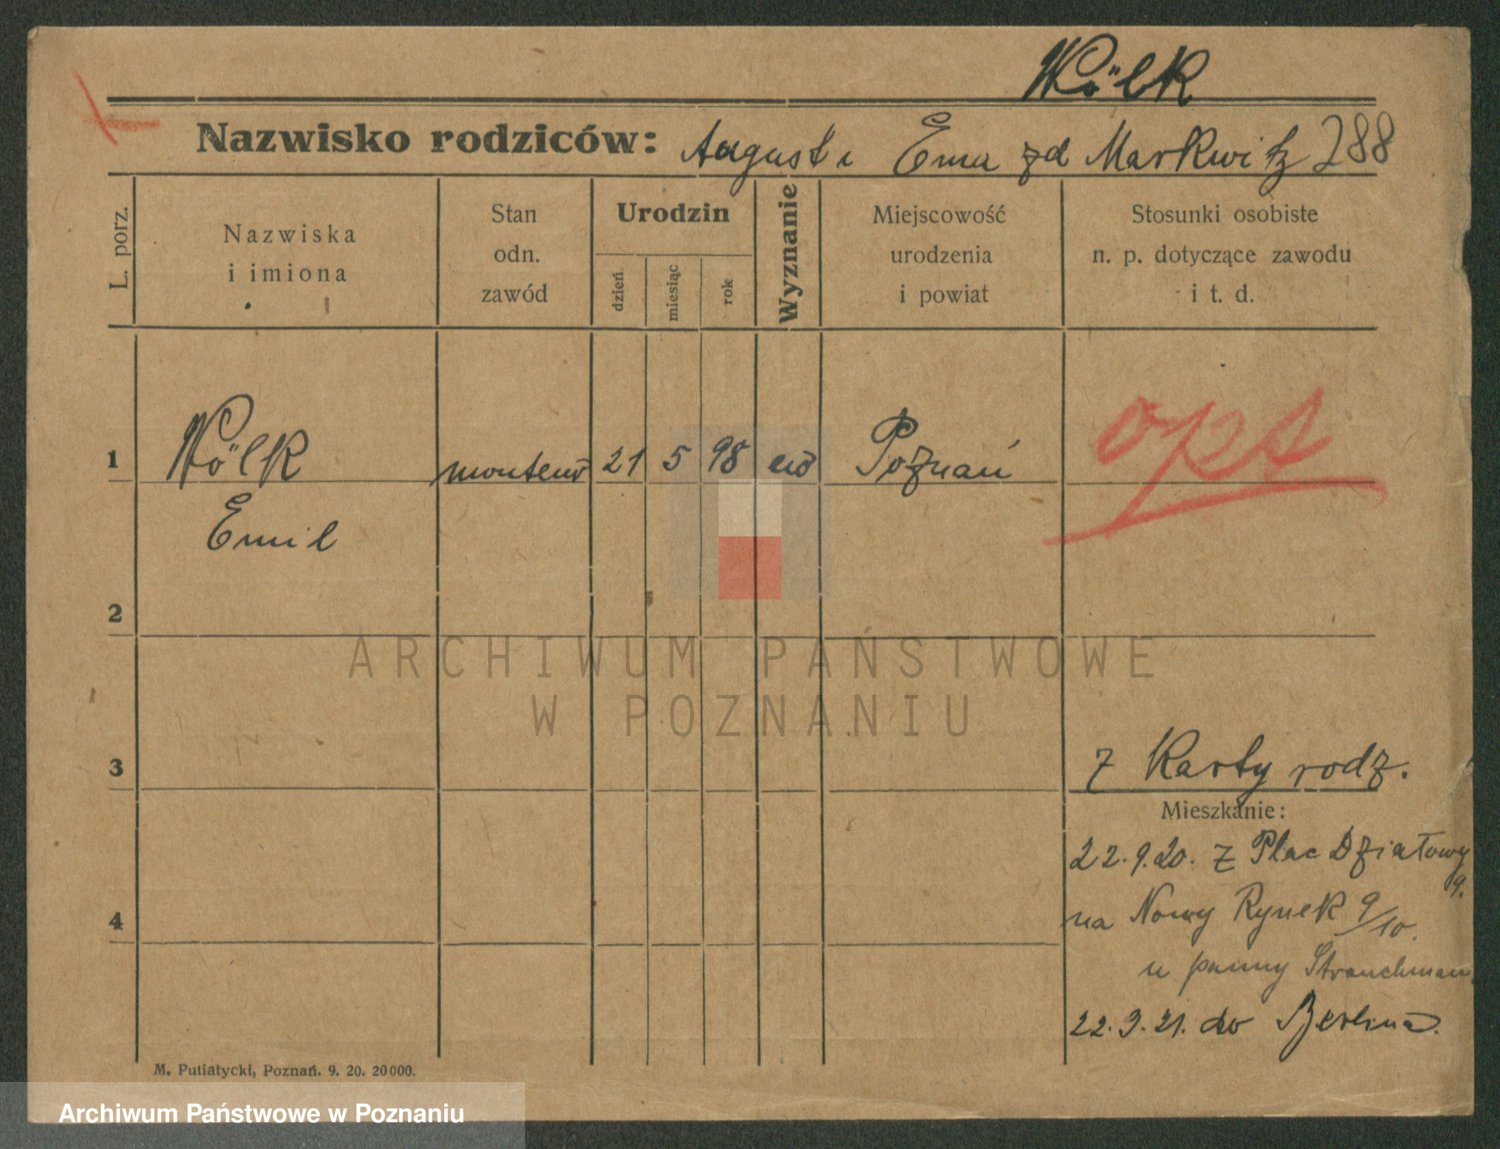 Wölk
Nazwisko rodziców: August i Ema zd Markwitz 288
L. porz.
Nazwiska
i imiona
Stan
odn.
zawód
Urodzin
dzień
miesiąc
rok
Wyznanie
Miejscowość
urodzenia
i powiat
Stosunki osobiste
n. p. dotyczące zawodu
i t. d.
1 Wölk monteur 21 5 98 Poznań opt
Emil
2
ARCHIWUM PAŃSTWOWE
W POZNANIU
3
z Karty rodz.
Mieszkanie:
22.9.20. z Plac Działowy
9.
4
na Nowy Rynek 9/10.
u panny Strauchman
22. 9. 21. do Berlina.
M. Putiatycki, Poznań. 9. 20. 20000.
Archiwum Państwowe w Poznaniu